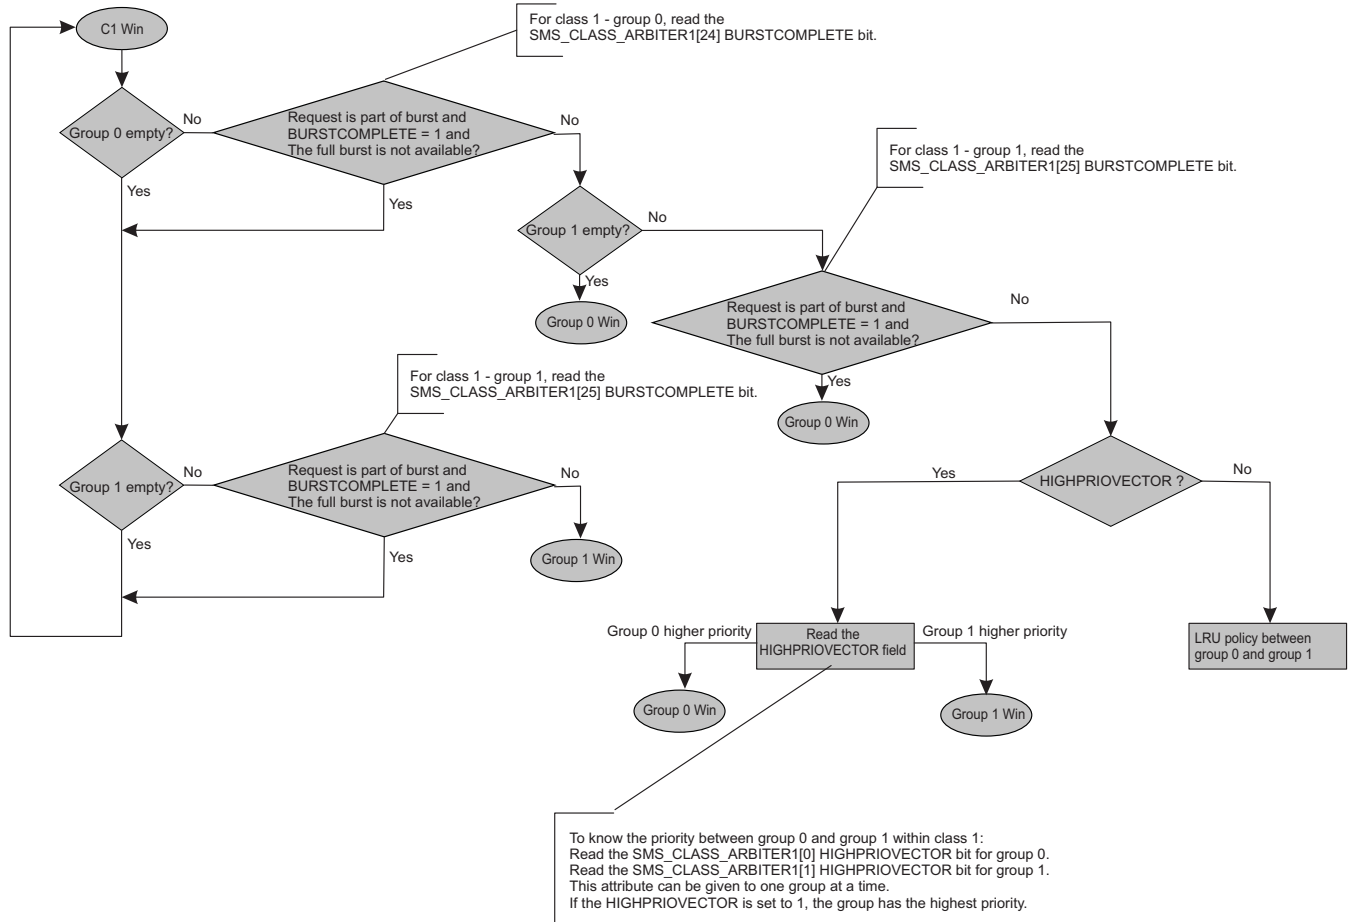 C1 Win
For class 1 - group 0, read the
SMS_CLASS_ARBITER1[24] BURSTCOMPLETE bit.
Group 0 empty?
No
Request is part of burst and
BURSTCOMPLETE = 1 and
The full burst is not available?
No
Yes
Yes
For class 1 - group 1, read the
SMS_CLASS_ARBITER1[25] BURSTCOMPLETE bit.
Group 1 empty?
No
Yes
Group 0 Win
Request is part of burst and
BURSTCOMPLETE = 1 and
The full burst is not available?
No
Yes
Group 0 Win
For class 1 - group 1, read the
SMS_CLASS_ARBITER1[25] BURSTCOMPLETE bit.
Group 1 empty?
No
Request is part of burst and
BURSTCOMPLETE = 1 and
The full burst is not available?
No
Yes
Yes
Group 1 Win
HIGHPRIOVECTOR ?
Yes
No
Group 0 higher priority
Read the
HIGHPRIOVECTOR field
Group 1 higher priority
LRU policy between
group 0 and group 1
Group 0 Win
Group 1 Win
To know the priority between group 0 and group 1 within class 1:
Read the SMS_CLASS_ARBITER1[0] HIGHPRIOVECTOR bit for group 0.
Read the SMS_CLASS_ARBITER1[1] HIGHPRIOVECTOR bit for group 1.
This attribute can be given to one group at a time.
If the HIGHPRIOVECTOR is set to 1, the group has the highest priority.